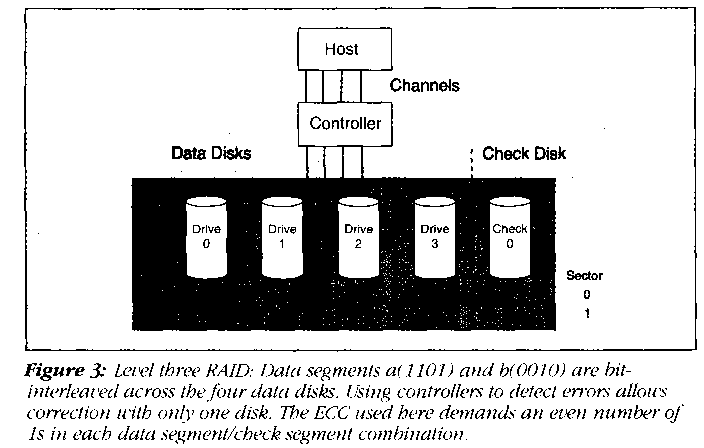 Host
Channels
Controller
Data Disks
Check Disk
Drive
0
Drive
1
Drive
2
Drive
3
Check
0
Sector
0
1
Figure 3: Level three RAID: Data segments a(1101) and b(0010) are bit-
interleaved across the four data disks. Using controllers to detect errors allows
correction with only one disk. The ECC used here demands an even number of
1s in each data segment/check segment combination.